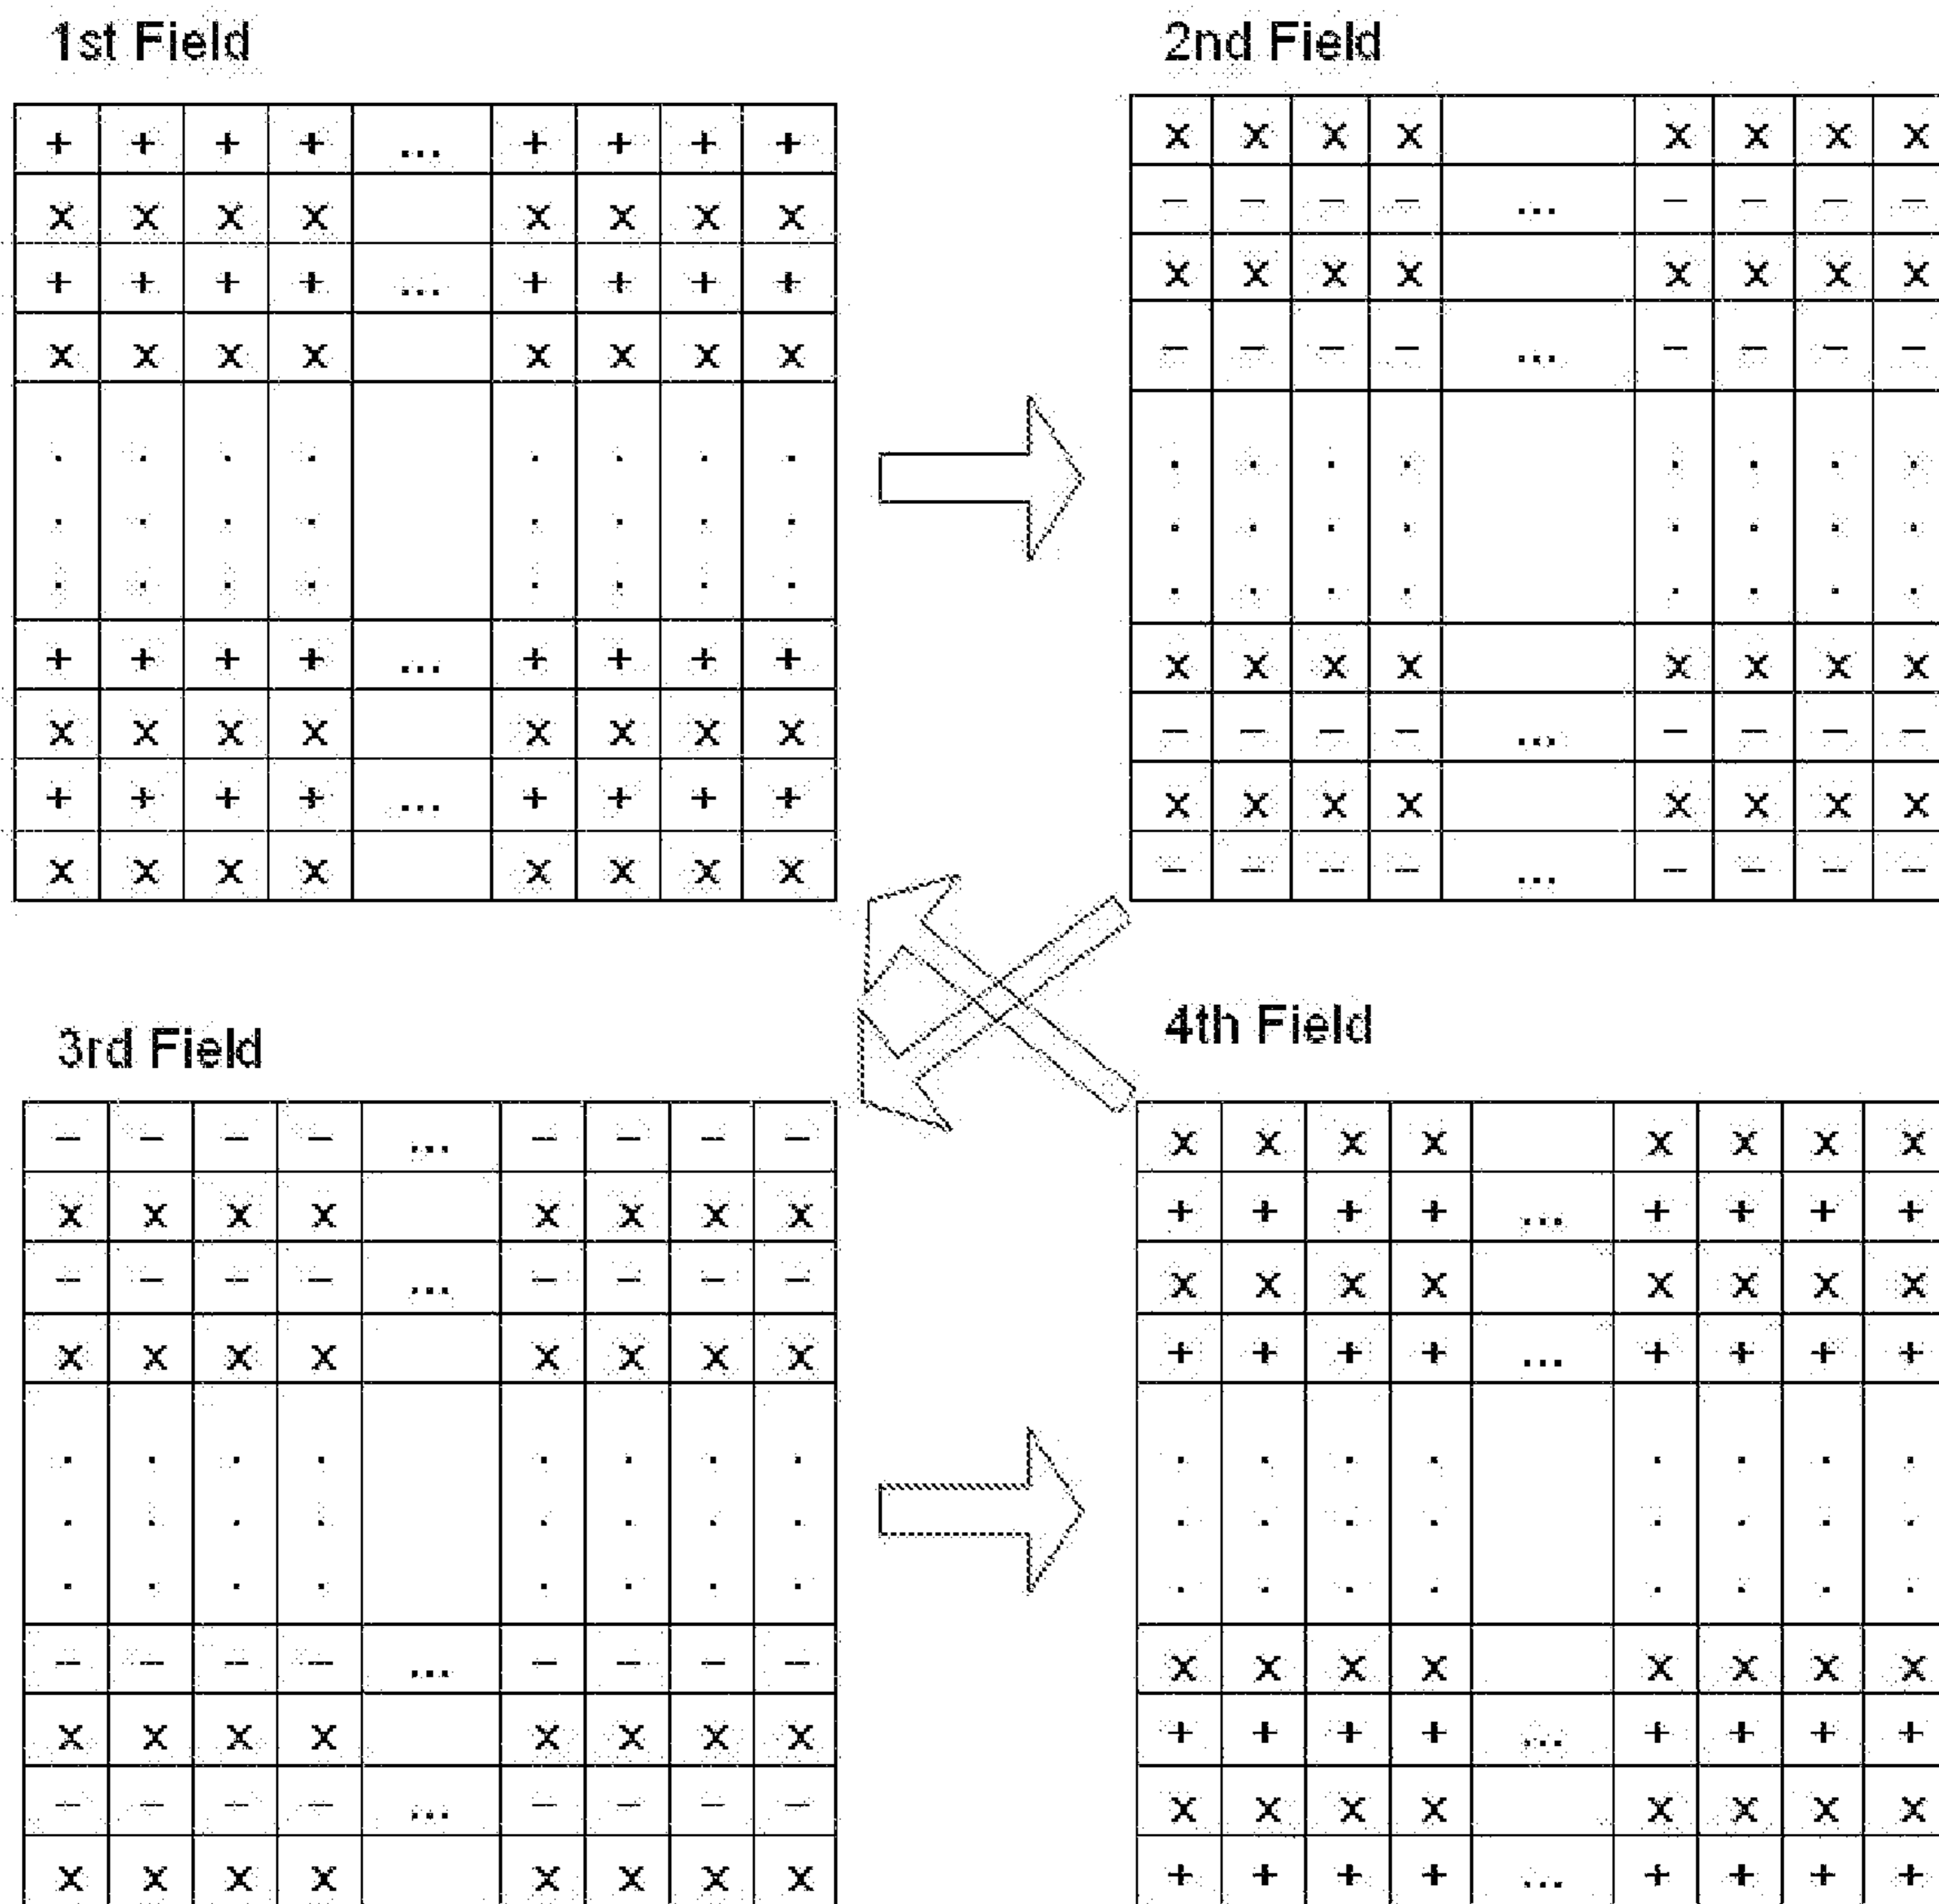 1st Field
+ + + + ... + + + +
x x x x x x x x
+ + + + ... + + + +
x x x x x x x x
. . . . . . . .
. . . . . . . .
. . . . . . . .
+ + + + ... + + + +
x x x x x x x x
+ + + + ... + + + +
x x x x x x x x
2nd Field
x x x x x x x x
− − − − ... − − − −
x x x x x x x x
− − − − ... − − − −
. . . . . . . .
. . . . . . . .
. . . . . . . .
x x x x x x x x
− − − − ... − − − −
x x x x x x x x
− − − − ... − − − −
3rd Field
− − − − ... − − − −
x x x x x x x x
− − − − ... − − − −
x x x x x x x x
. . . . . . . .
. . . . . . . .
. . . . . . . .
− − − − ... − − − −
x x x x x x x x
− − − − ... − − − −
x x x x x x x x
4th Field
x x x x x x x x
+ + + + ... + + + +
x x x x x x x x
+ + + + ... + + + +
. . . . . . . .
. . . . . . . .
. . . . . . . .
x x x x x x x x
+ + + + ... + + + +
x x x x x x x x
+ + + + ... + + + +